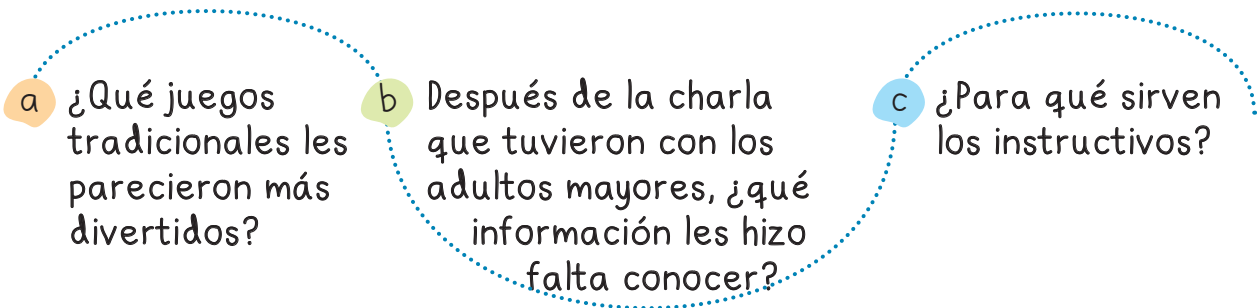 a ¿Qué juegos
tradicionales les
parecieron más
divertidos?
b Después de la charla
que tuvieron con los
adultos mayores, ¿qué
información les hizo
falta conocer?
c ¿Para qué sirven
los instructivos?